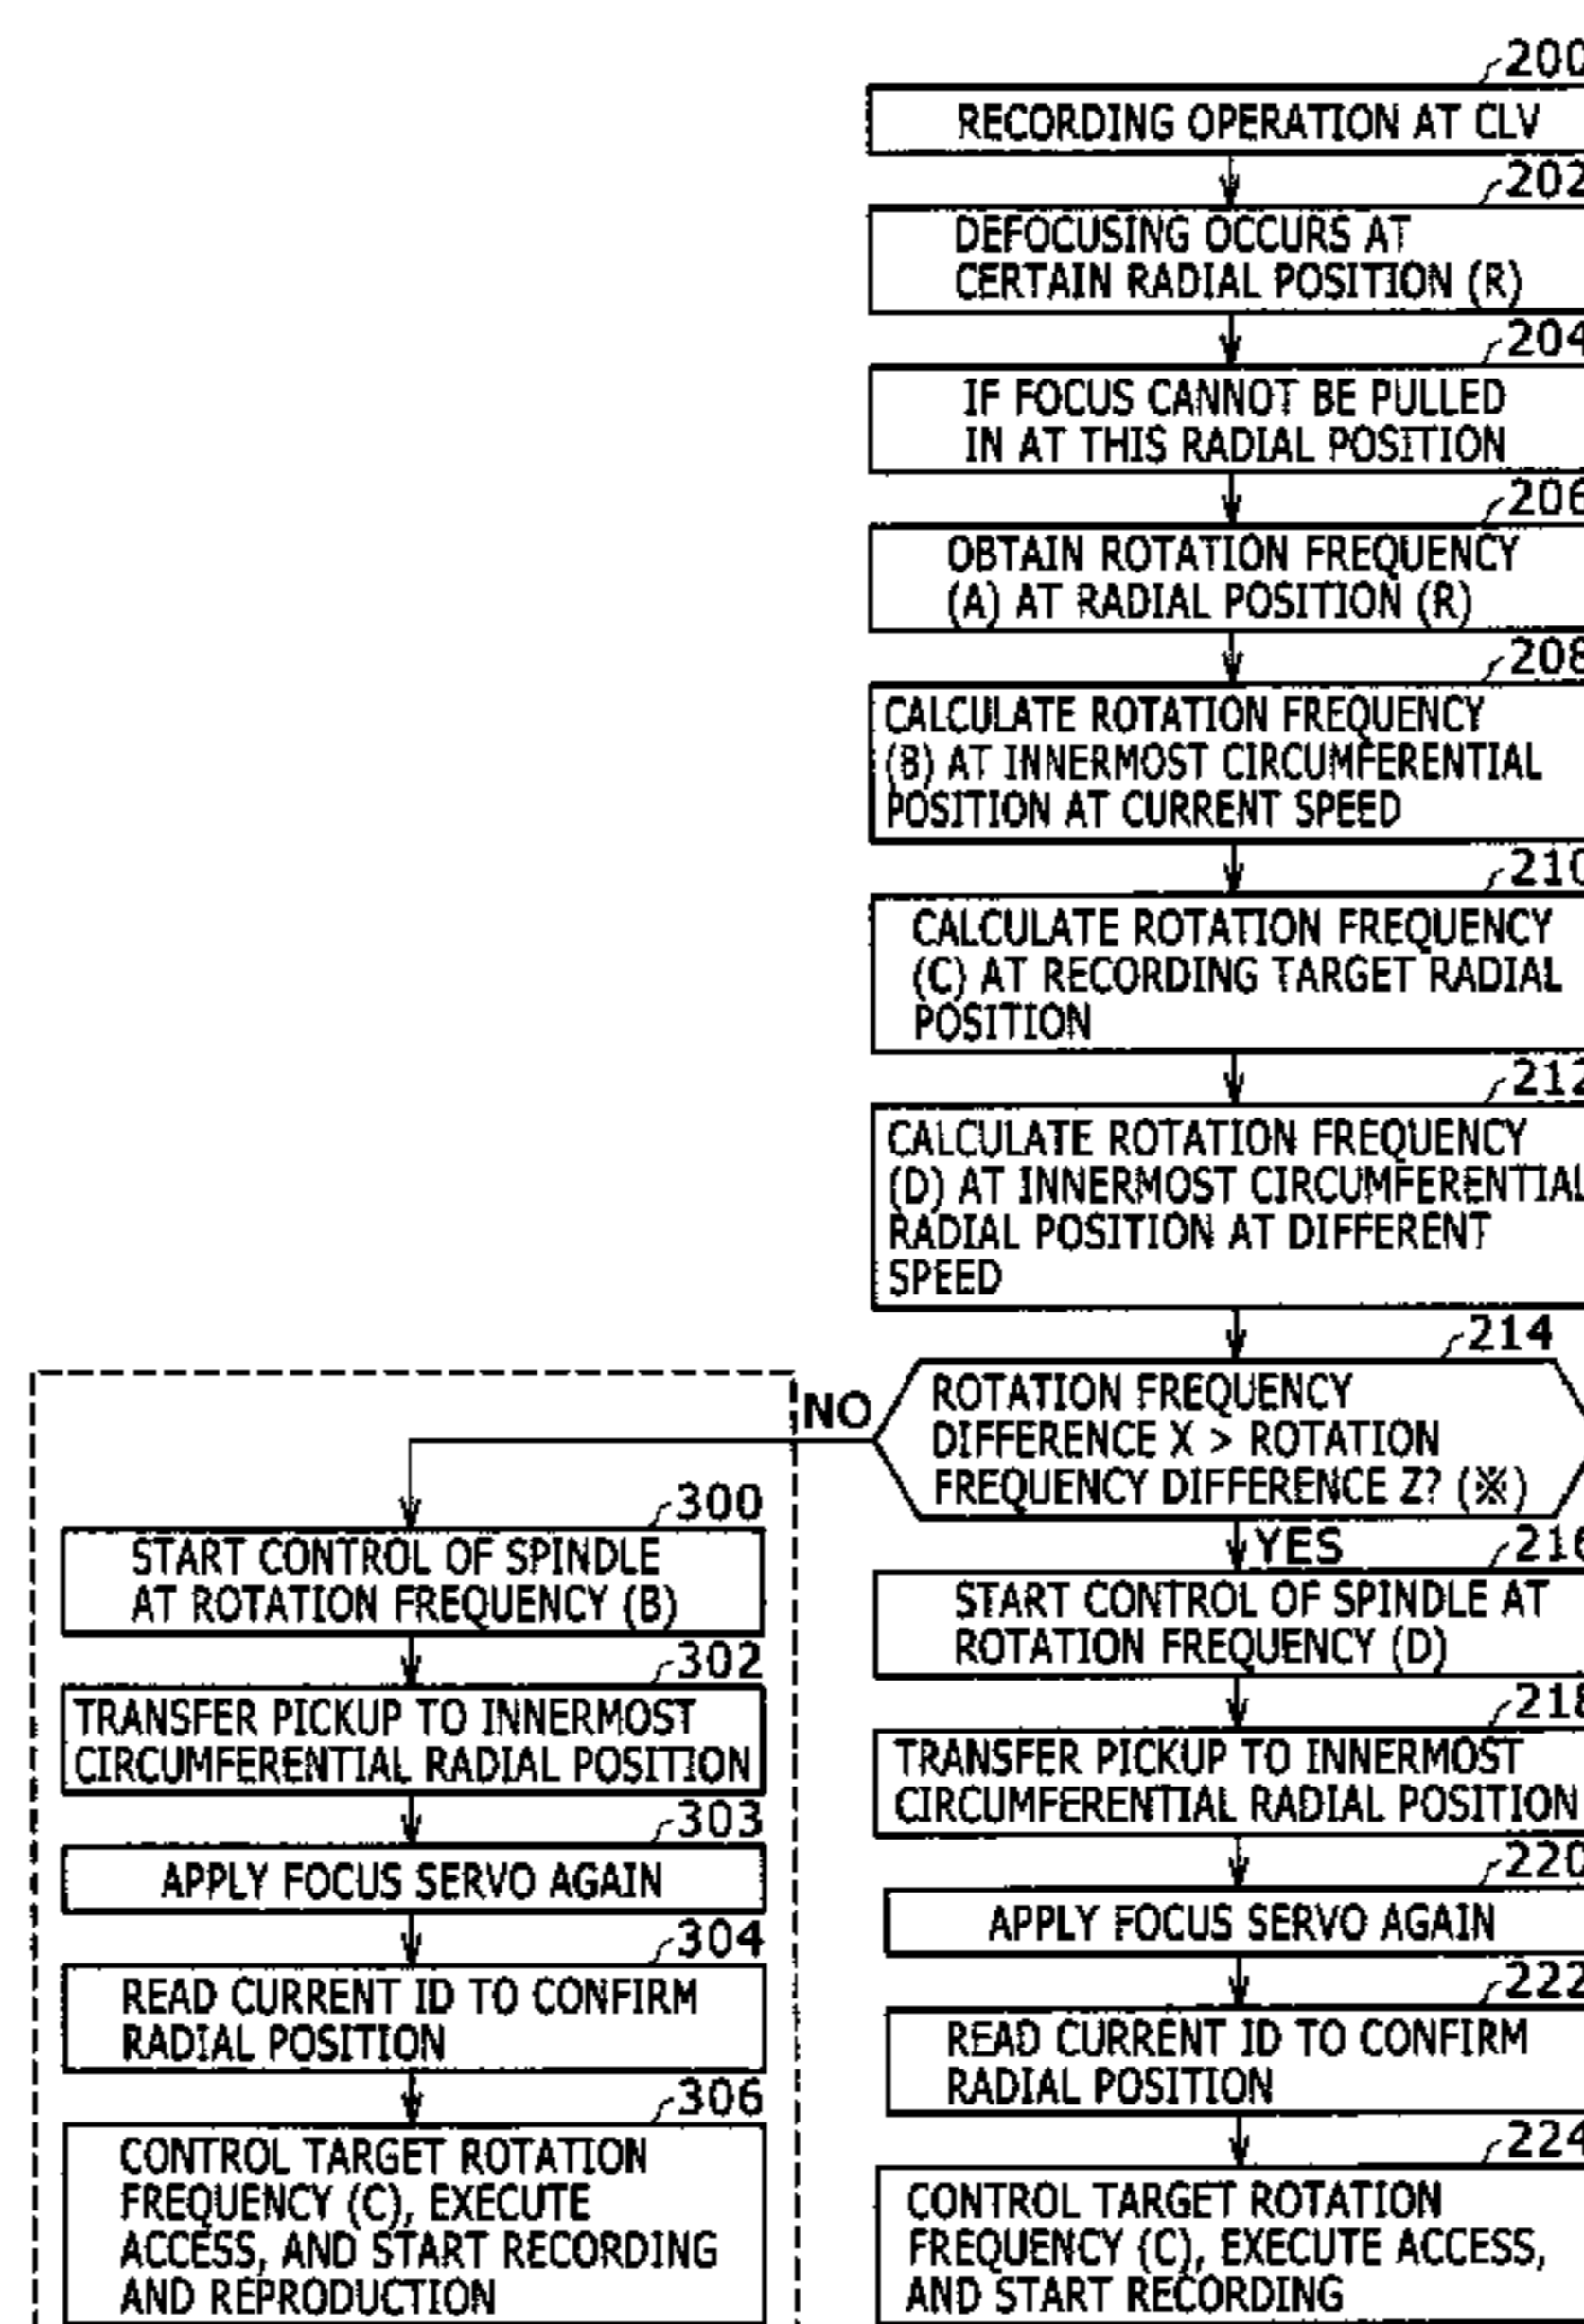 200
RECORDING OPERATION AT CLV
202
DEFOCUSING OCCURS AT
CERTAIN RADIAL POSITION (R)
204
IF FOCUS CANNOT BE PULLED
IN AT THIS RADIAL POSITION
206
OBTAIN ROTATION FREQUENCY
(A) AT RADIAL POSITION (R)
208
CALCULATE ROTATION FREQUENCY
(B) AT INNERMOST CIRCUMFERENTIAL
POSITION AT CURRENT SPEED
210
CALCULATE ROTATION FREQUENCY
(C) AT RECORDING TARGET RADIAL
POSITION
212
CALCULATE ROTATION FREQUENCY
(D) AT INNERMOST CIRCUMFERENTIAL
RADIAL POSITION AT DIFFERENT
SPEED
214
ROTATION FREQUENCY
DIFFERENCE X > ROTATION
FREQUENCY DIFFERENCE Z? (※)
NO
300
START CONTROL OF SPINDLE
AT ROTATION FREQUENCY (B)
302
TRANSFER PICKUP TO INNERMOST
CIRCUMFERENTIAL RADIAL POSITION
303
APPLY FOCUS SERVO AGAIN
304
READ CURRENT ID TO CONFIRM
RADIAL POSITION
306
CONTROL TARGET ROTATION
FREQUENCY (C), EXECUTE
ACCESS, AND START RECORDING
AND REPRODUCTION
YES
216
START CONTROL OF SPINDLE AT
ROTATION FREQUENCY (D)
218
TRANSFER PICKUP TO INNERMOST
CIRCUMFERENTIAL RADIAL POSITION
220
APPLY FOCUS SERVO AGAIN
222
READ CURRENT ID TO CONFIRM
RADIAL POSITION
224
CONTROL TARGET ROTATION
FREQUENCY (C), EXECUTE ACCESS,
AND START RECORDING